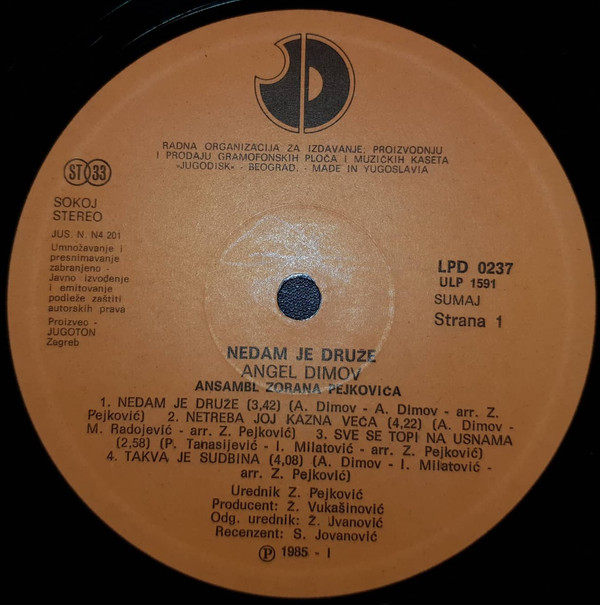 RADNA ORGANIZACIJA ZA IZDAVANJE, PROIZVODNJU
I PRODAJU GRAMOFONSKIH PLOČA I MUZIČKIH KASETA
»JUGODISK« - BEOGRAD. - MADE IN YUGOSLAVIA
ST 33
SOKOJ
STEREO
JUS. N. N4 201
Umnožavanje i
presnimavanje
zabranjeno -
Javno izvođenje
i emitovanje
podleže zaštiti
autorskih prava
Proizveo -
JUGOTON
Zagreb
LPD 0237
ULP 1591
SUMAJ
Strana 1
NEDAM JE DRUŽE
ANGEL DIMOV
ANSAMBL ZORANA PEJKOVIĆA
1. NEDAM JE DRUŽE (3,42) (A. Dimov - A. Dimov - arr. Z.
Pejković) 2. NETREBA JOJ KAZNA VEĆA (4,22) (A. Dimov -
M. Radojević - arr. Z. Pejković) 3. SVE SE TOPI NA USNAMA
(2,58) (P. Tanasijević - I. Milatović - arr. Z. Pejković)
4. TAKVA JE SUDBINA (4,08) (A. Dimov - I. Milatović -
arr. Z. Pejković)
Urednik Z. Pejković
Producent: Ž. Vukašinović
Odg. urednik: Ž. Ivanović
Recenzent: S. Jovanović
Ⓟ 1985 - I